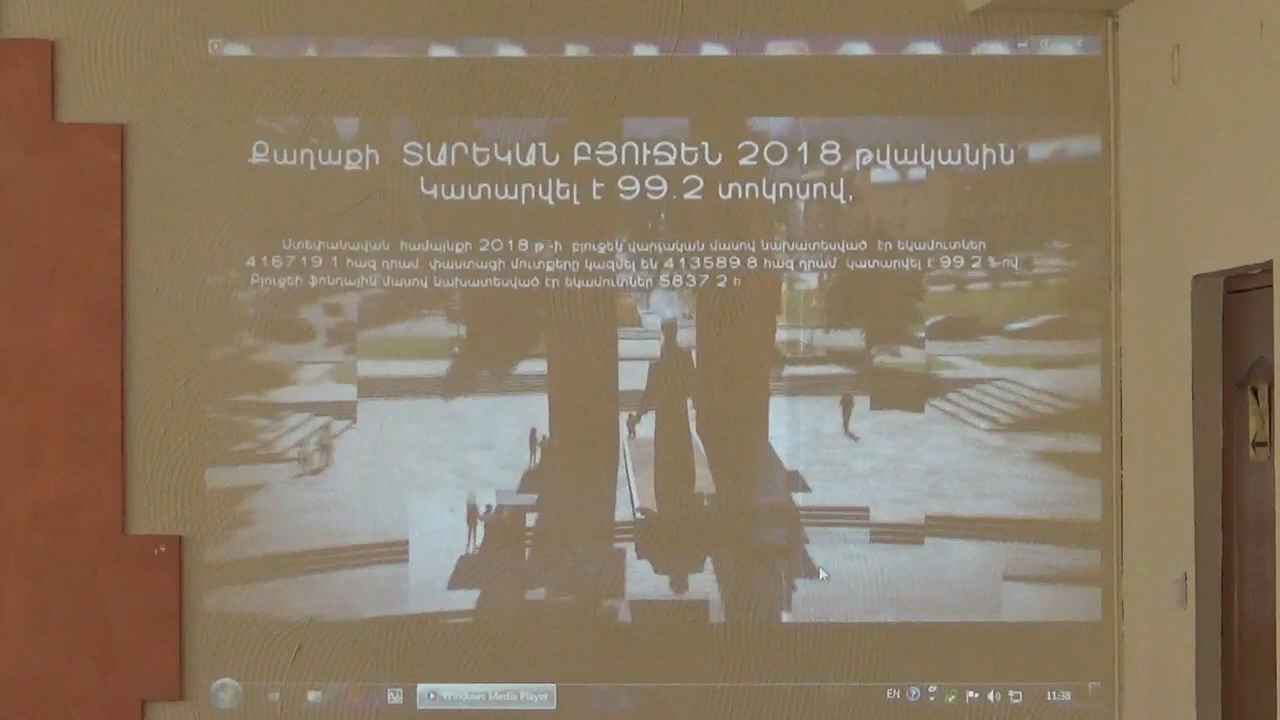 Քաղաքի ՏԱՐԵԿԱՆ ԲՅՈՒՋԵՆ 2018 թվականին
Կատարվել է 99.2 տոկոսով,
Ստեփանավան համայնքի 2018 թ -ի բյուջեն վարչական մասով նախատեսված էր եկամուտներ
416719 1 հազ դրամ փաստացի մուտքերը կազմել են 413589 8 հազ դրամ կատարվել է 99 2 %-ով
Բյուջեի ֆոնդային մասով նախատեսված էր եկամուտներ 5837 2 հ
Windows Media Player
EN
11:38